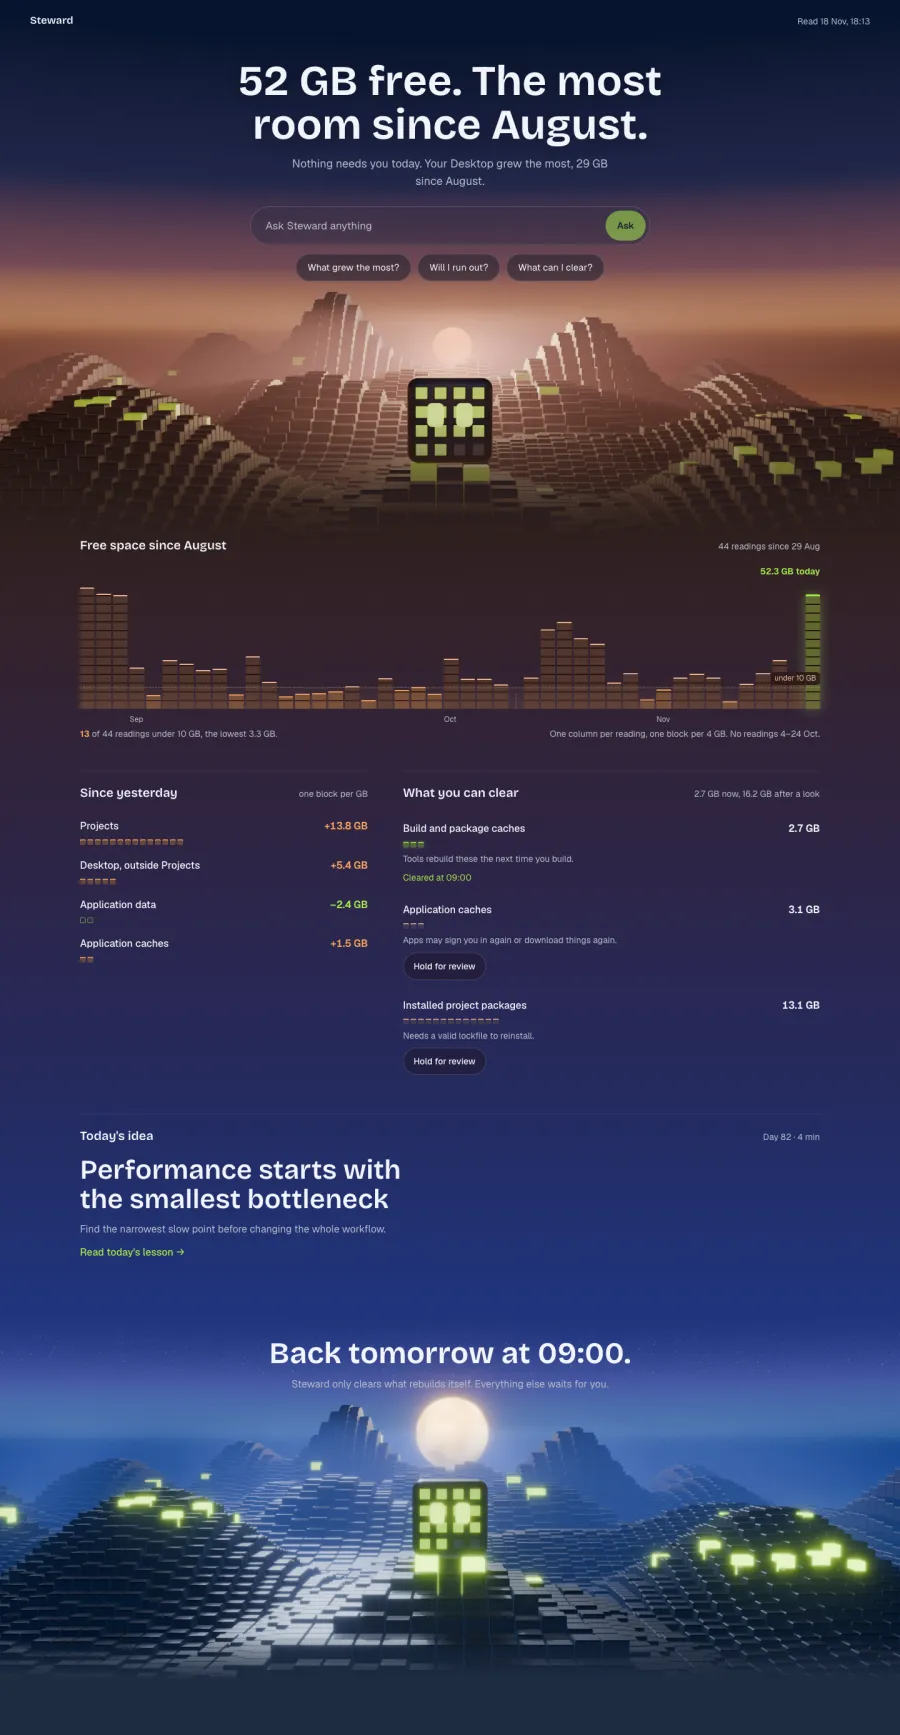 Steward
Read 18 Nov, 18:13
52 GB free. The most
room since August.
Nothing needs you today. Your Desktop grew the most, 29 GB
since August.
Ask Steward anything
Ask
What grew the most?
Will I run out?
What can I clear?
Free space since August
44 readings since 29 Aug
52.3 GB today
under 10 GB
Sep
Oct
Nov
13 of 44 readings under 10 GB, the lowest 3.3 GB.
One column per reading, one block per 4 GB. No readings 4–24 Oct.
Since yesterday
one block per GB
Projects
+13.8 GB
Desktop, outside Projects
+5.4 GB
Application data
−2.4 GB
Application caches
+1.5 GB
What you can clear
2.7 GB now, 16.2 GB after a look
Build and package caches
2.7 GB
Tools rebuild these the next time you build.
Cleared at 09:00
Application caches
3.1 GB
Apps may sign you in again or download things again.
Hold for review
Installed project packages
13.1 GB
Needs a valid lockfile to reinstall.
Hold for review
Today's idea
Day 82 · 4 min
Performance starts with
the smallest bottleneck
Find the narrowest slow point before changing the whole workflow.
Read today's lesson →
Back tomorrow at 09:00.
Steward only clears what rebuilds itself. Everything else waits for you.